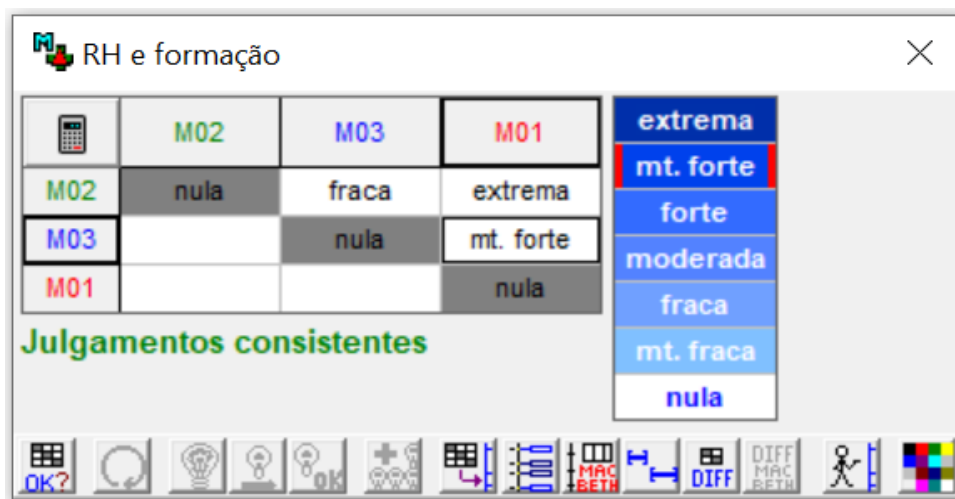 RH e formação
M02 M03 M01
M02 nula fraca extrema
M03 nula mt. forte
M01 nula
extrema
mt. forte
forte
moderada
fraca
mt. fraca
nula
Julgamentos consistentes
OK? OK MAC BETH DIFF DIFF MAC BETH